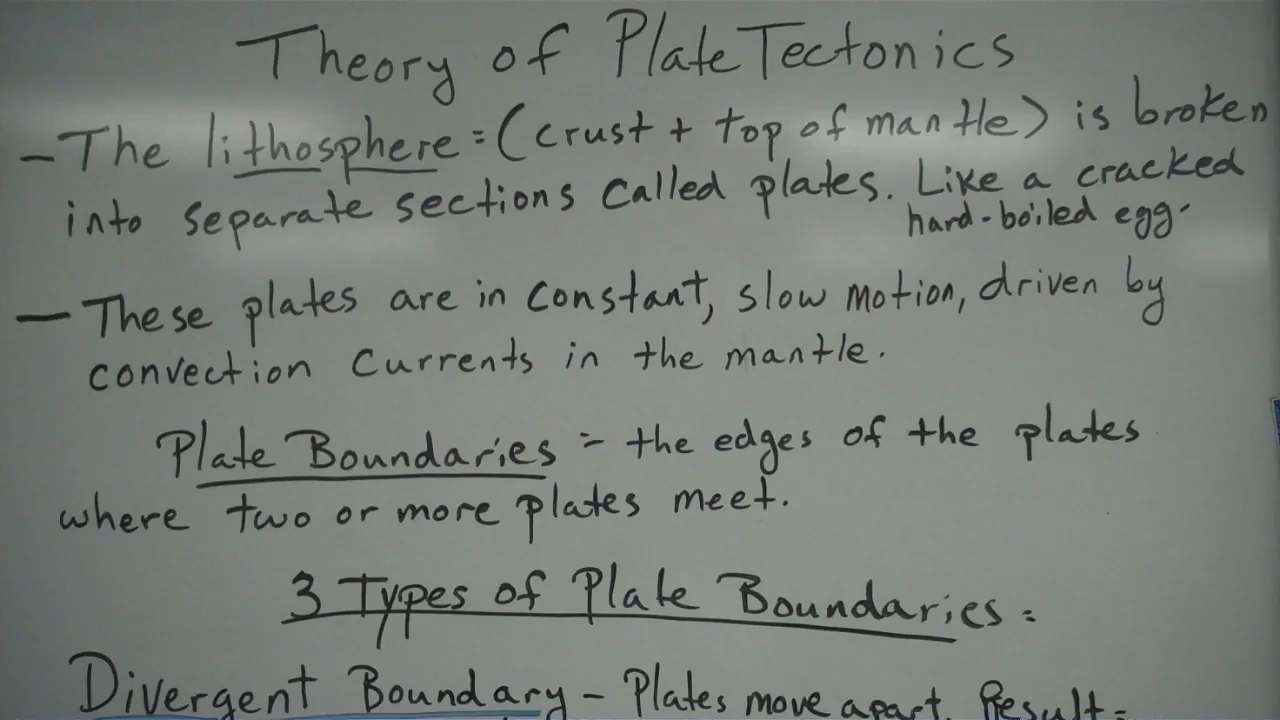 Theory of Plate Tectonics
- The lithosphere = (crust + top of mantle) is broken
into separate sections called plates. Like a cracked
hard-boiled egg.
- These plates are in constant, slow motion, driven by
convection currents in the mantle.
Plate Boundaries = the edges of the plates
where two or more plates meet.
3 Types of Plate Boundaries =
Divergent Boundary - Plates move apart. Result =